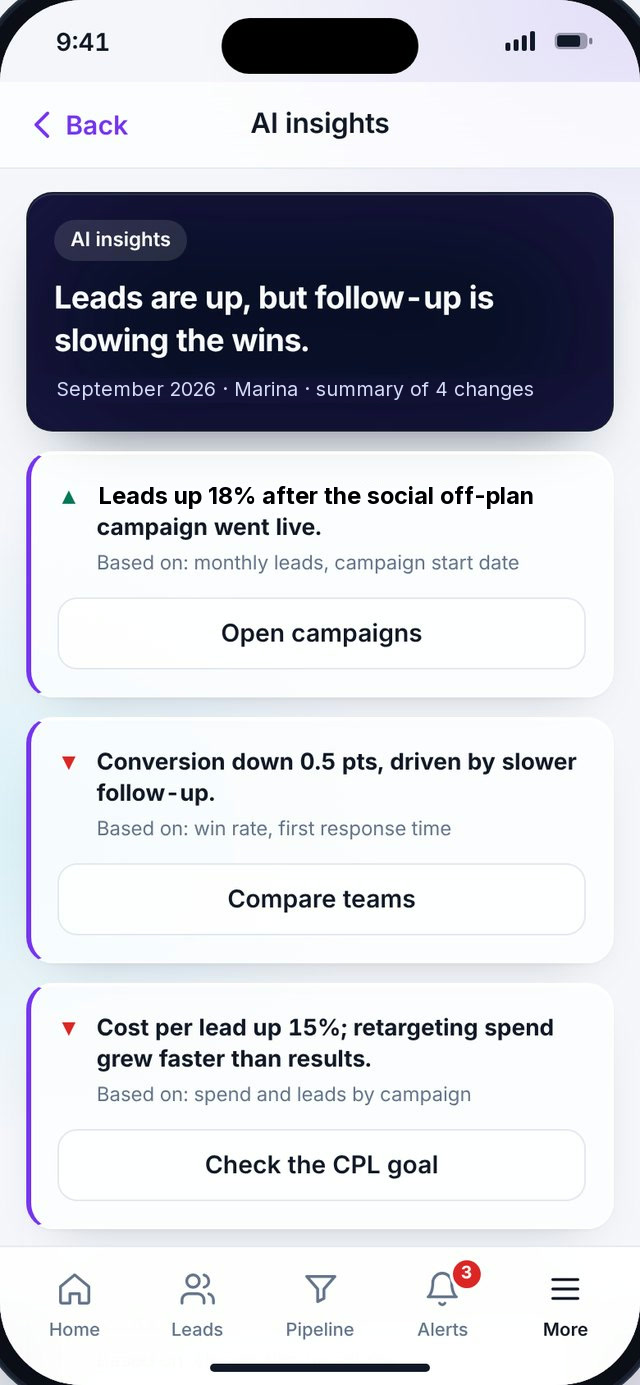 9:41
Back
AI insights
AI insights
Leads are up, but follow-up is
slowing the wins.
September 2026 · Marina · summary of 4 changes
▲ Leads up 18% after the social off-plan
campaign went live.
Based on: monthly leads, campaign start date
Open campaigns
▼ Conversion down 0.5 pts, driven by slower
follow-up.
Based on: win rate, first response time
Compare teams
▼ Cost per lead up 15%; retargeting spend
grew faster than results.
Based on: spend and leads by campaign
Check the CPL goal
3
Home
Leads
Pipeline
Alerts
More